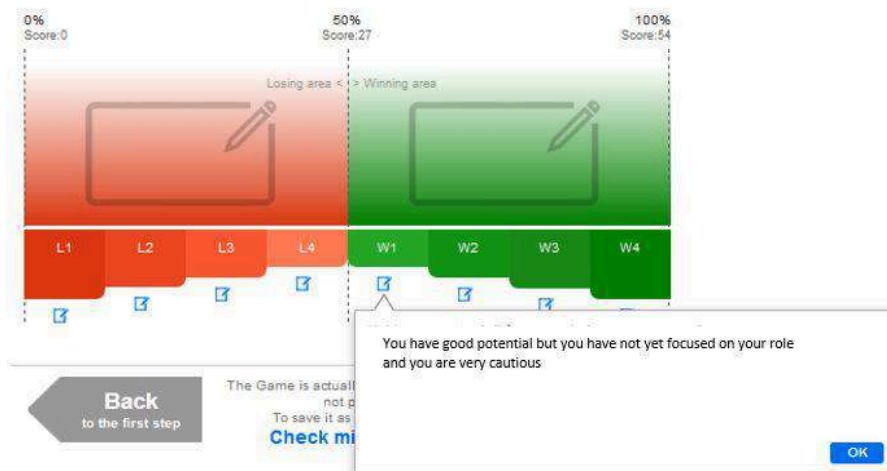 0% 50% 100%
Score:0 Score:27 Score:54
Losing area < > Winning area
L1 L2 L3 L4 W1 W2 W3 W4
You have good potential but you have not yet focused on your role
and you are very cautious
The Game is
Back not
to the first step To save it as
Check
OK